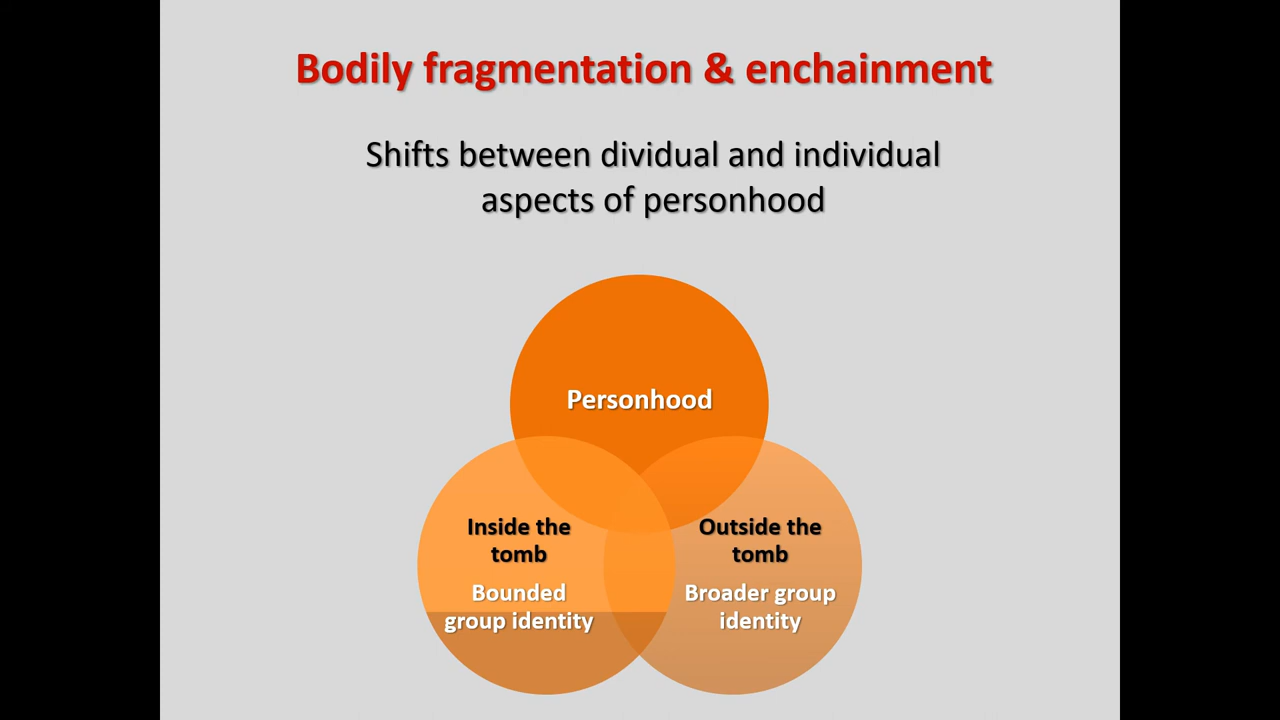 Bodily fragmentation & enchainment
Shifts between dividual and individual
aspects of personhood
Personhood
Inside the
tomb
Bounded
group identity
Outside the
tomb
Broader group
identity